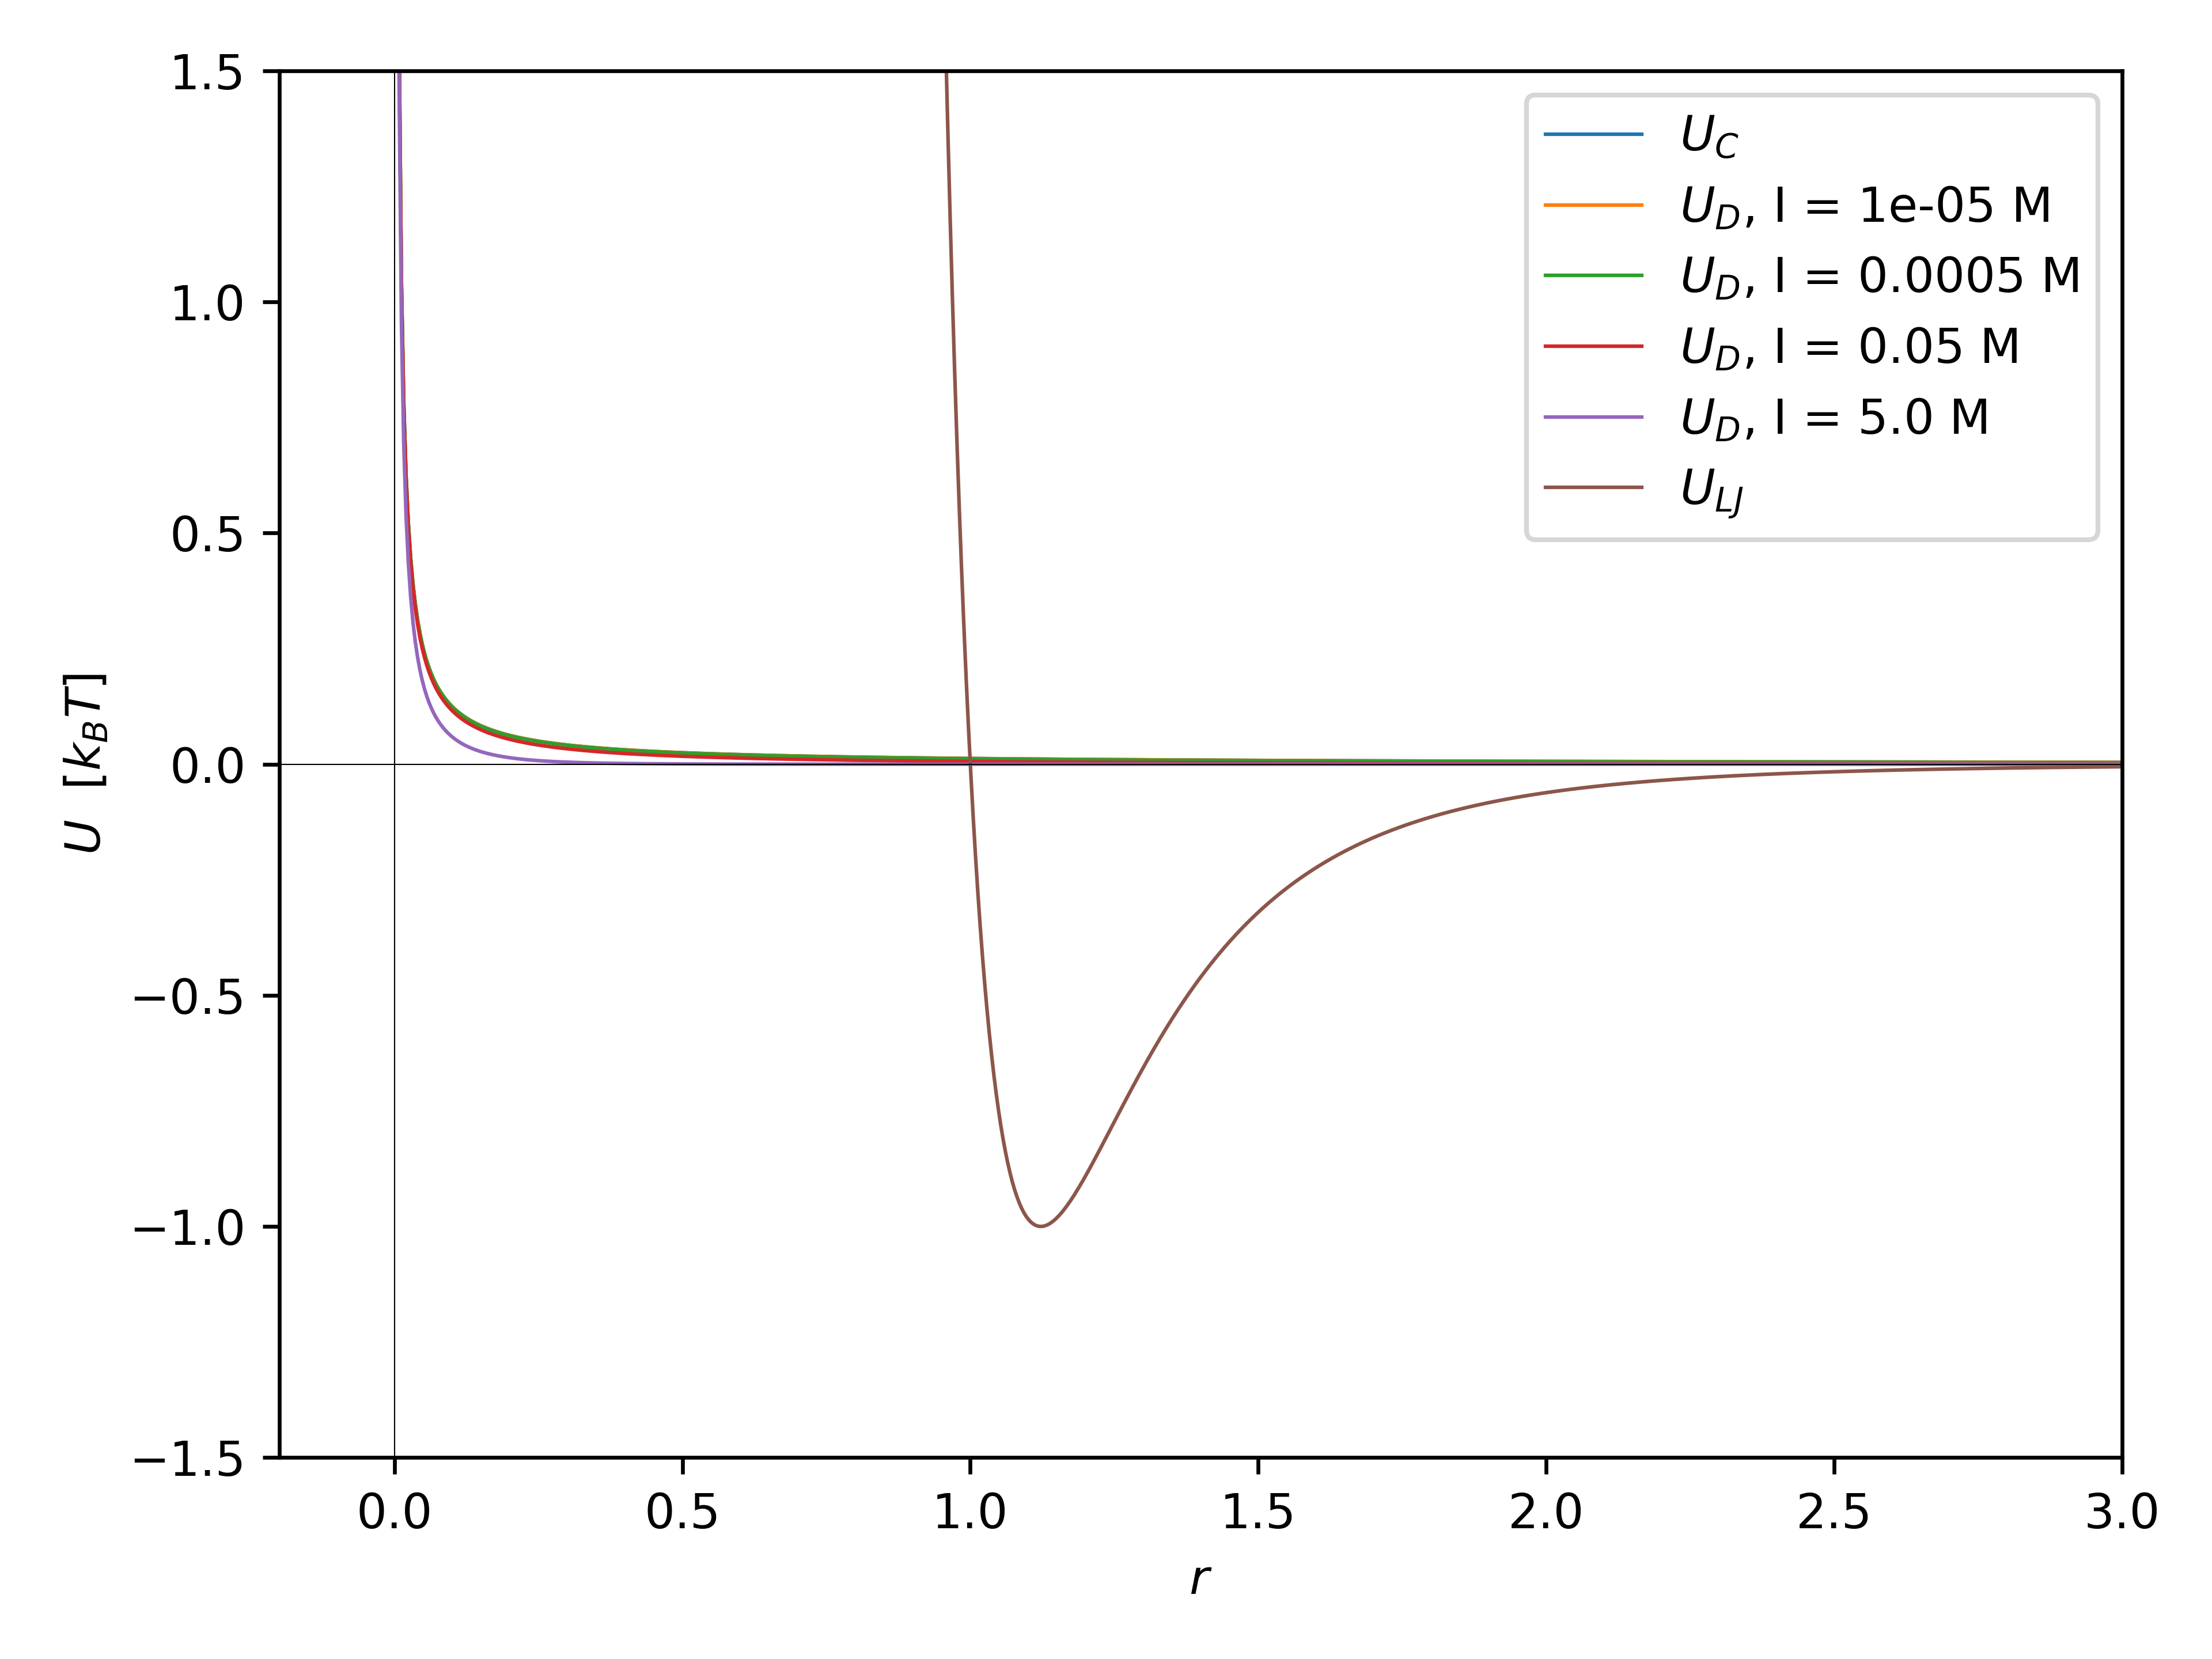 1.5
1.0
0.5
0.0
−0.5
−1.0
−1.5
U [k_BT]
U_C
U_D, I = 1e-05 M
U_D, I = 0.0005 M
U_D, I = 0.05 M
U_D, I = 5.0 M
U_LJ
0.0 0.5 1.0 1.5 2.0 2.5 3.0
r